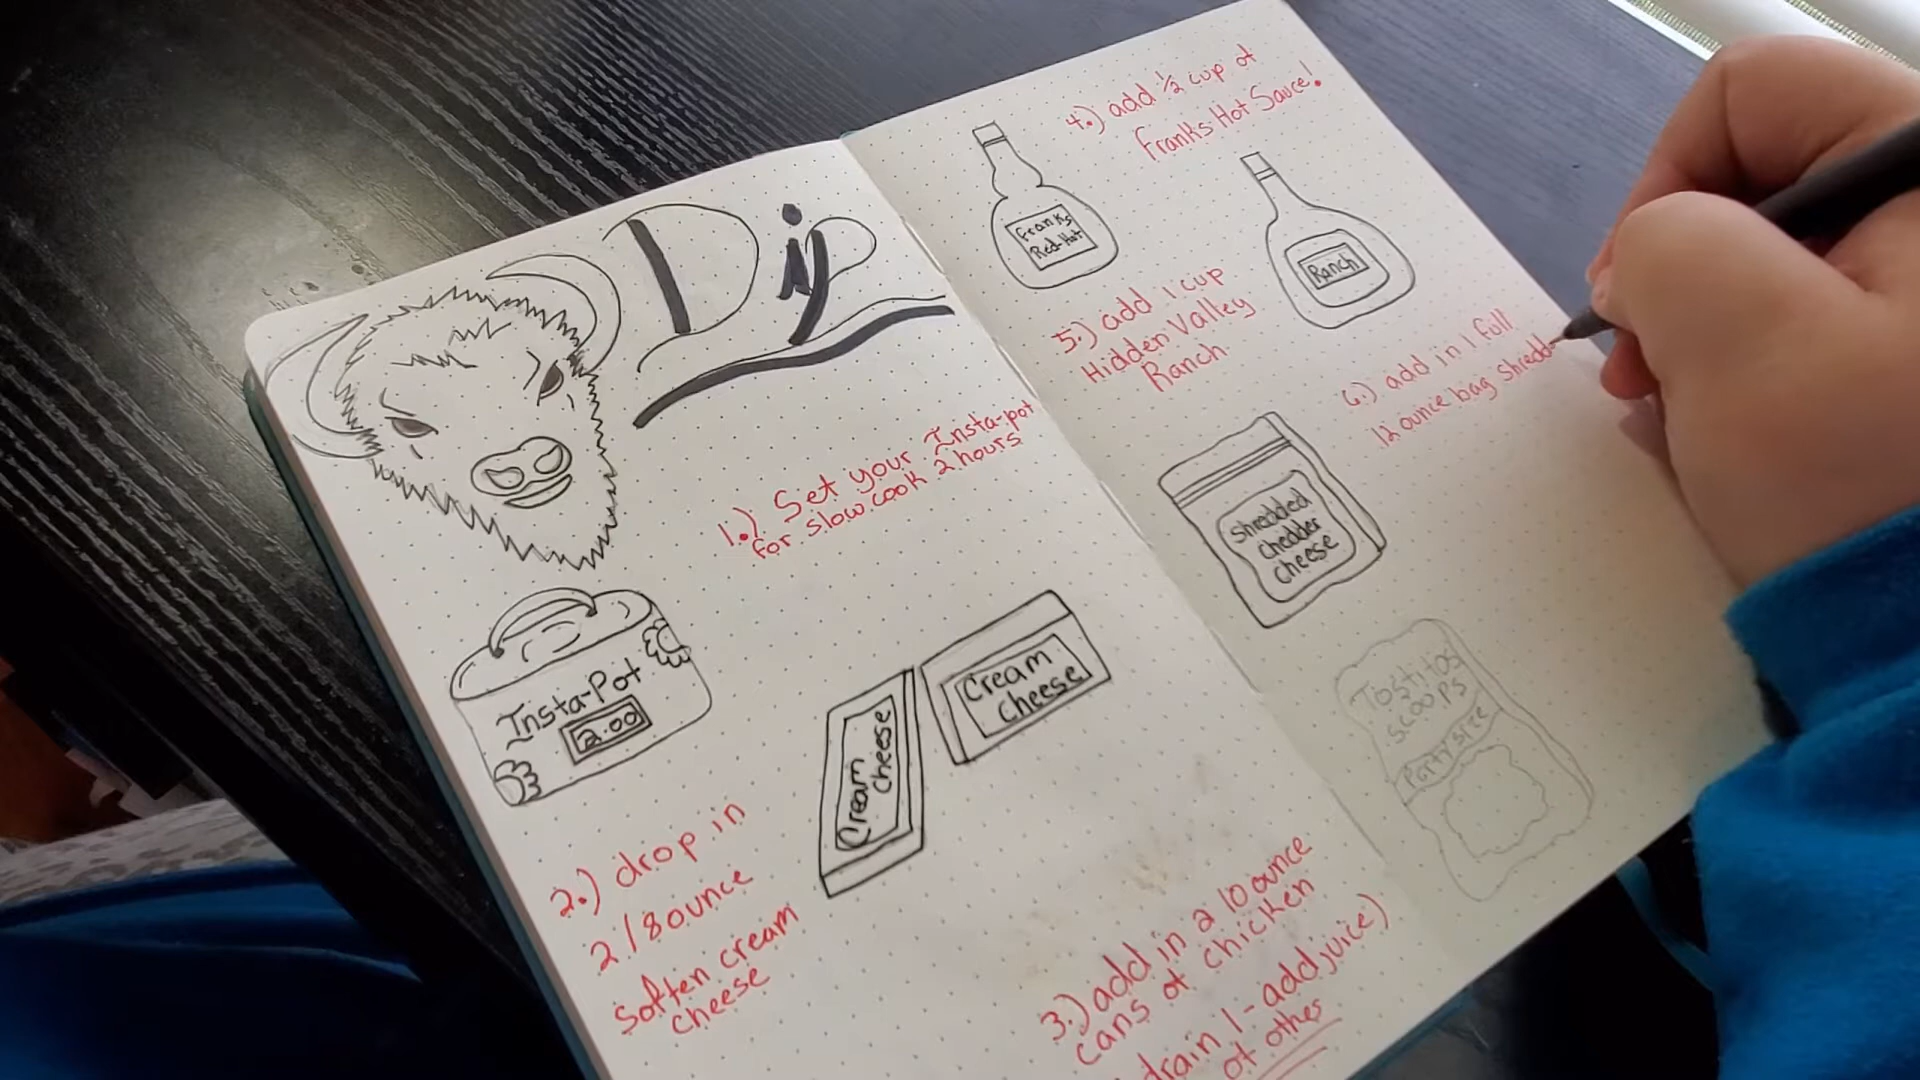 Dip
1.) Set your Insta-pot
for slow cook 2 hours
Insta-Pot
2:00
2.) drop in
2 / 8 ounce
soften cream
cheese
Cream
cheese
Cream
cheese
3.) add in 2 10 ounce
cans of chicken
drain 1 - add juice)
of other
4.) add 1/2 cup of
Franks Hot Sauce!
Franks
Red-Hot
Ranch
5.) add 1 cup
Hidden Valley
Ranch
6.) add in 1 full
12 ounce bag Shredd
Shredded
chedder
cheese
Tostitos
scoops
Party size